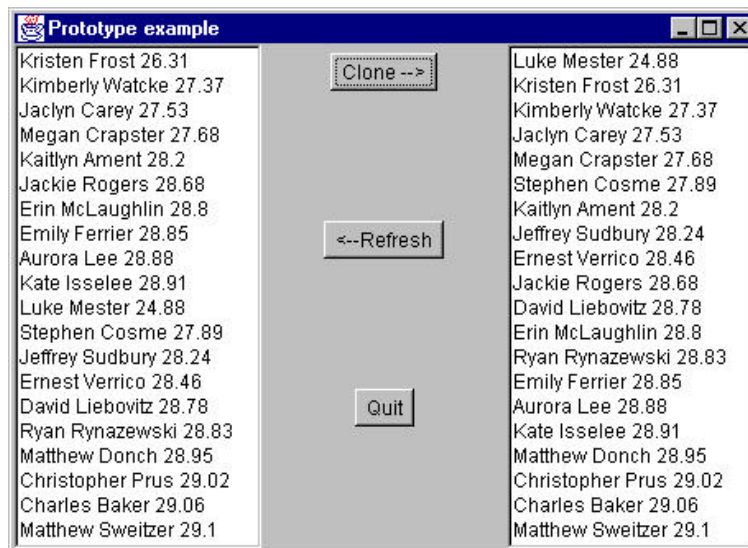 Prototype example
Kristen Frost 26.31
Kimberly Watcke 27.37
Jaclyn Carey 27.53
Megan Crapster 27.68
Kaitlyn Ament 28.2
Jackie Rogers 28.68
Erin McLaughlin 28.8
Emily Ferrier 28.85
Aurora Lee 28.88
Kate Isselee 28.91
Luke Mester 24.88
Stephen Cosme 27.89
Jeffrey Sudbury 28.24
Ernest Verrico 28.46
David Liebovitz 28.78
Ryan Rynazewski 28.83
Matthew Donch 28.95
Christopher Prus 29.02
Charles Baker 29.06
Matthew Sweitzer 29.1
Clone -->
<--Refresh
Quit
Luke Mester 24.88
Kristen Frost 26.31
Kimberly Watcke 27.37
Jaclyn Carey 27.53
Megan Crapster 27.68
Stephen Cosme 27.89
Kaitlyn Ament 28.2
Jeffrey Sudbury 28.24
Ernest Verrico 28.46
Jackie Rogers 28.68
David Liebovitz 28.78
Erin McLaughlin 28.8
Ryan Rynazewski 28.83
Emily Ferrier 28.85
Aurora Lee 28.88
Kate Isselee 28.91
Matthew Donch 28.95
Christopher Prus 29.02
Charles Baker 29.06
Matthew Sweitzer 29.1